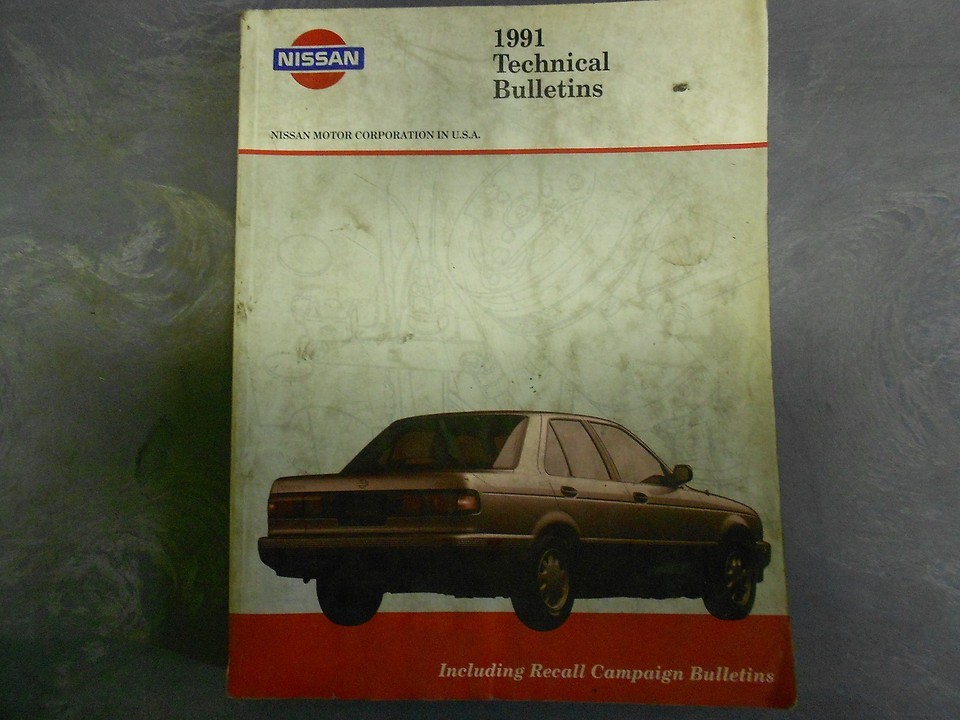 NISSAN
1991
Technical
Bulletins
NISSAN MOTOR CORPORATION IN U.S.A.
Including Recall Campaign Bulletins